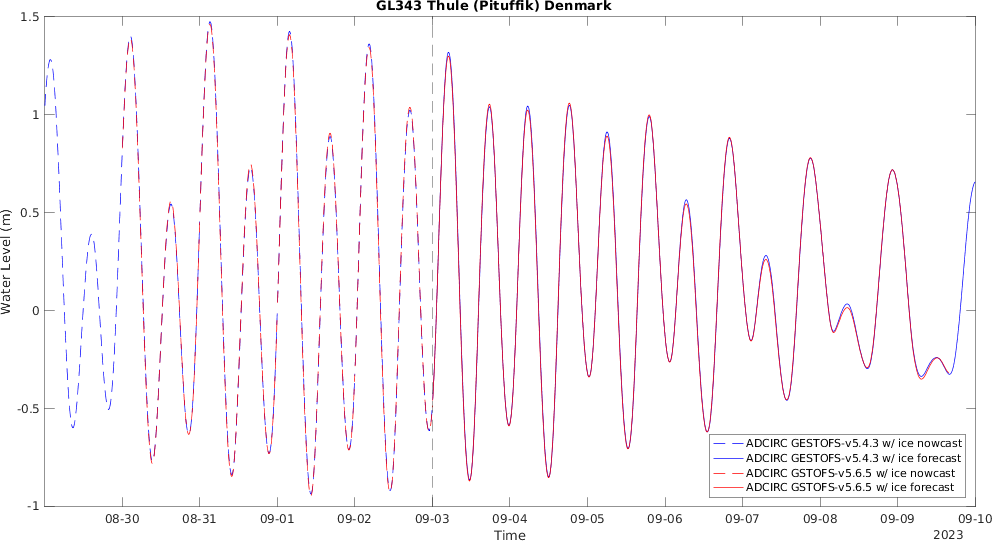 GL343 Thule (Pituffik) Denmark
Water Level (m)
1.5
1
0.5
0
-0.5
-1
ADCIRC GESTOFS-v5.4.3 w/ ice nowcast
ADCIRC GESTOFS-v5.4.3 w/ ice forecast
ADCIRC GSTOFS-v5.6.5 w/ ice nowcast
ADCIRC GSTOFS-v5.6.5 w/ ice forecast
08-30 08-31 09-01 09-02 09-03 09-04 09-05 09-06 09-07 09-08 09-09 09-10
Time
2023